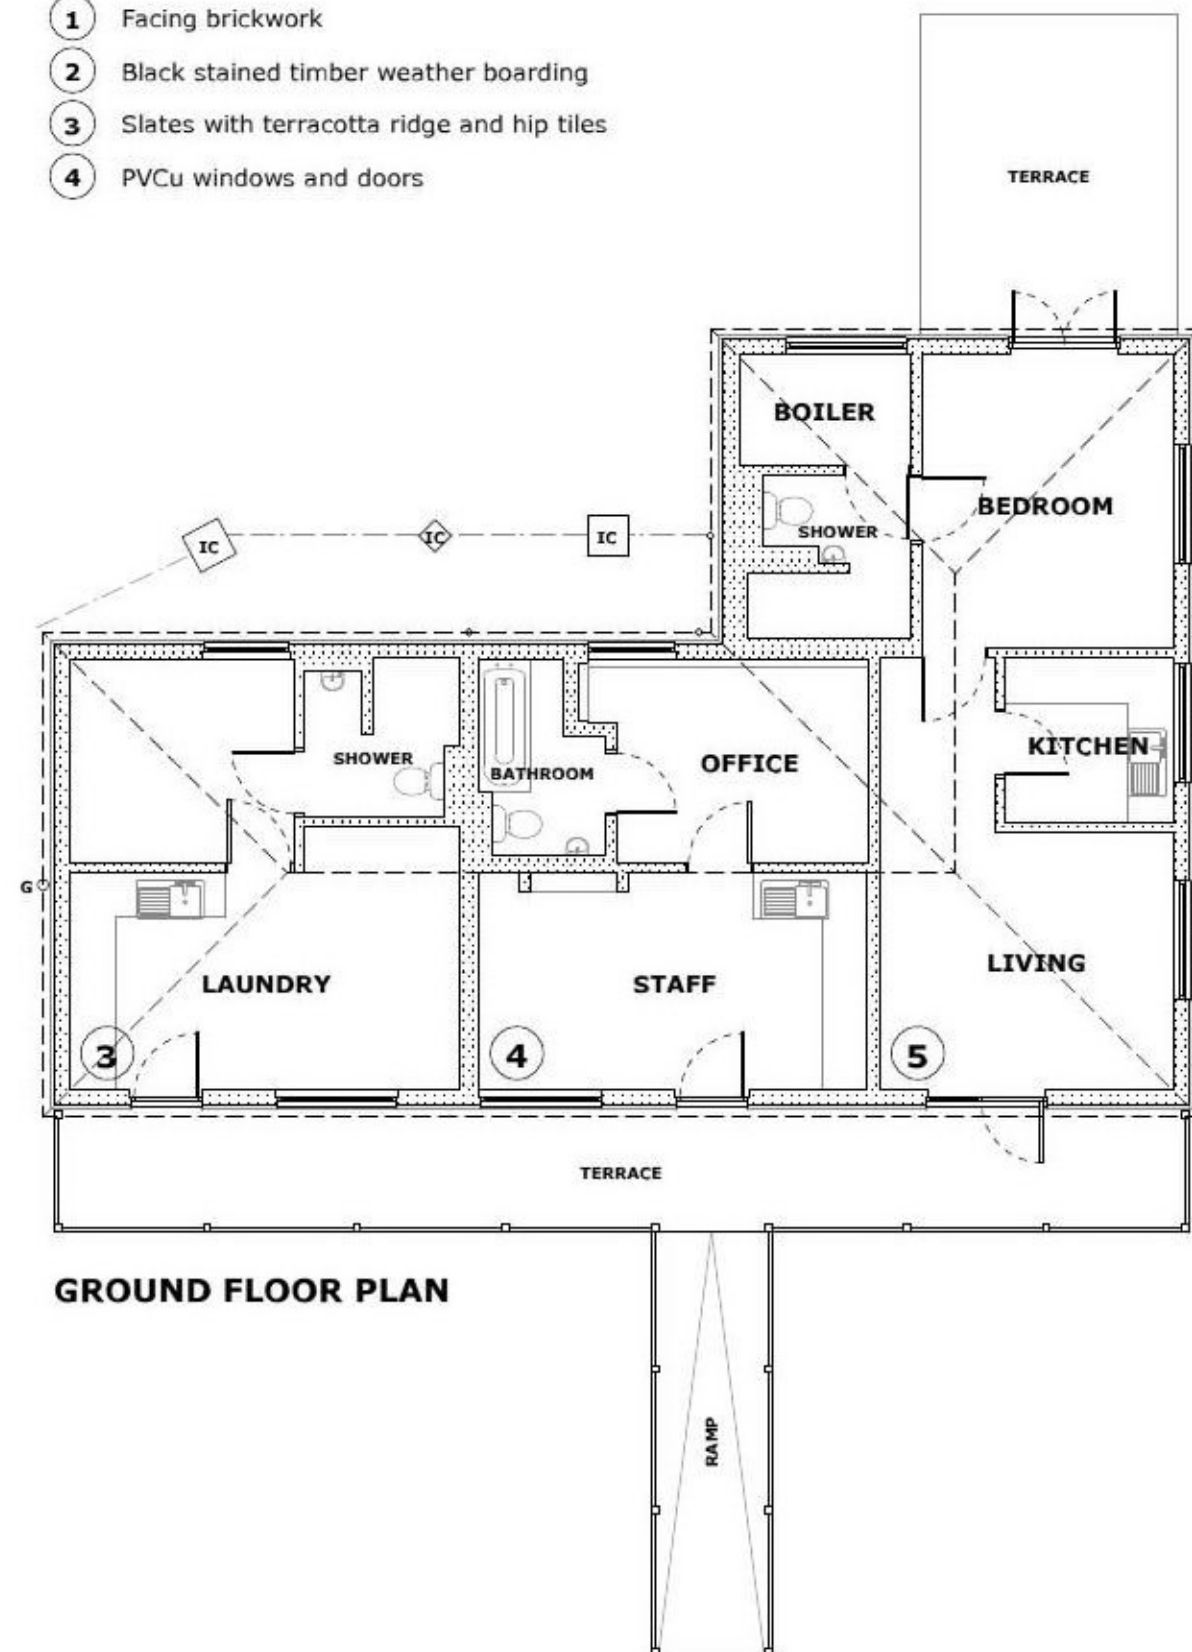 1 Facing brickwork
2 Black stained timber weather boarding
3 Slates with terracotta ridge and hip tiles
4 PVCu windows and doors
TERRACE
BOILER
BEDROOM
SHOWER
IC
IC
IC
KITCHEN
SHOWER
BATHROOM
OFFICE
G
LAUNDRY
STAFF
LIVING
3
4
5
TERRACE
GROUND FLOOR PLAN
RAMP